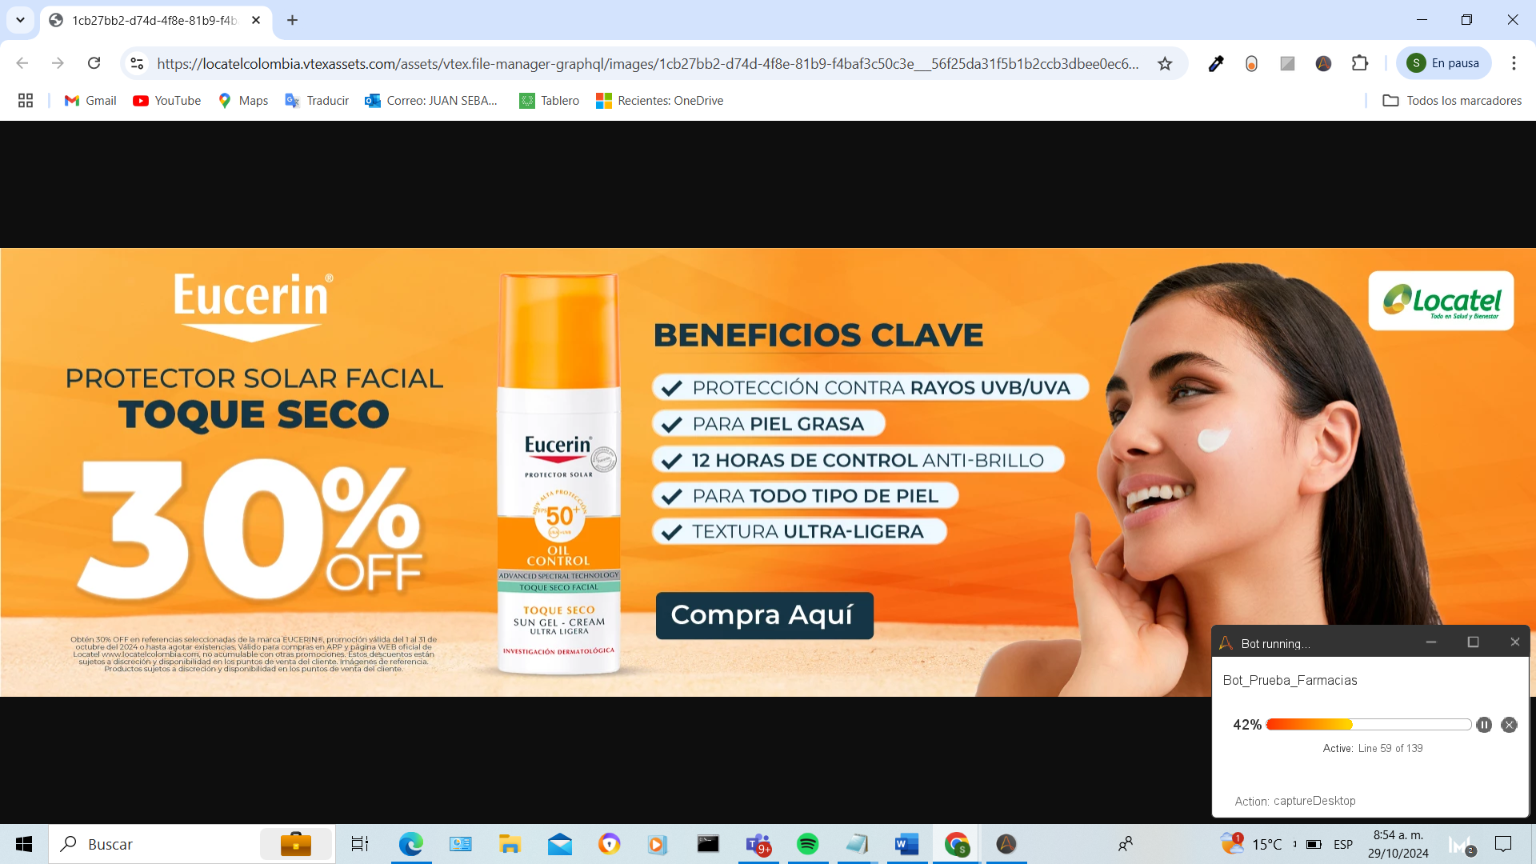 1cb27bb2-d74d-4f8e-81b9-f4b
https://locatelcolombia.vtexassets.com/assets/vtex.file-manager-graphql/images/1cb27bb2-d74d-4f8e-81b9-f4baf3c50c3e___56f25da31f5b1b2ccb3dbee0ec6...
S En pausa
Gmail
YouTube
Maps
Traducir
Correo: JUAN SEBA...
Tablero
Recientes: OneDrive
Todos los marcadores
Eucerin®
PROTECTOR SOLAR FACIAL
TOQUE SECO
30% OFF
Obtén 30% OFF en referencias seleccionadas de la marca EUCERIN®, promoción válida del 1 al 31 de
octubre del 2024 o hasta agotar existencias. Válido para compras en APP y página WEB oficial de
Locatel www.locatelcolombia.com, no acumulable con otras promociones. Estos descuentos están
sujetos a discreción y disponibilidad en los puntos de venta del cliente. Imágenes de referencia.
Productos sujetos a discreción y disponibilidad en los puntos de venta del cliente.
Eucerin®
PROTECTOR SOLAR
MUY ALTA PROTECCIÓN
50+
OIL
CONTROL
ADVANCED SPECTRAL TECHNOLOGY
TOQUE SECO FACIAL
TOQUE SECO
SUN GEL - CREAM
ULTRA LIGERA
INVESTIGACIÓN DERMATOLÓGICA
BENEFICIOS CLAVE
PROTECCIÓN CONTRA RAYOS UVB/UVA
PARA PIEL GRASA
12 HORAS DE CONTROL ANTI-BRILLO
PARA TODO TIPO DE PIEL
TEXTURA ULTRA-LIGERA
Compra Aquí
Locatel
Todo en Salud y Bienestar
Bot running...
Bot_Prueba_Farmacias
42%
Active: Line 59 of 139
Action: captureDesktop
Buscar
9+
1
15°C
ESP
8:54 a. m.
29/10/2024
2